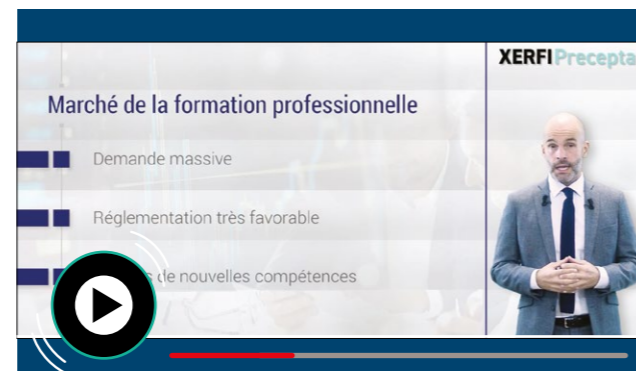 XERFI Precepta
Marché de la formation professionnelle
Demande massive
Réglementation très favorable
de nouvelles compétences